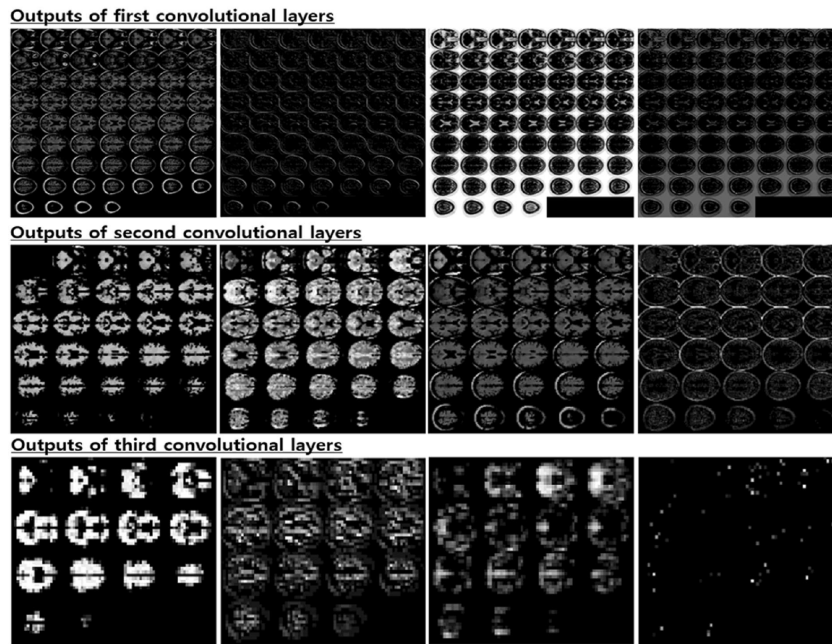 Outputs of first convolutional layers
Outputs of second convolutional layers
Outputs of third convolutional layers